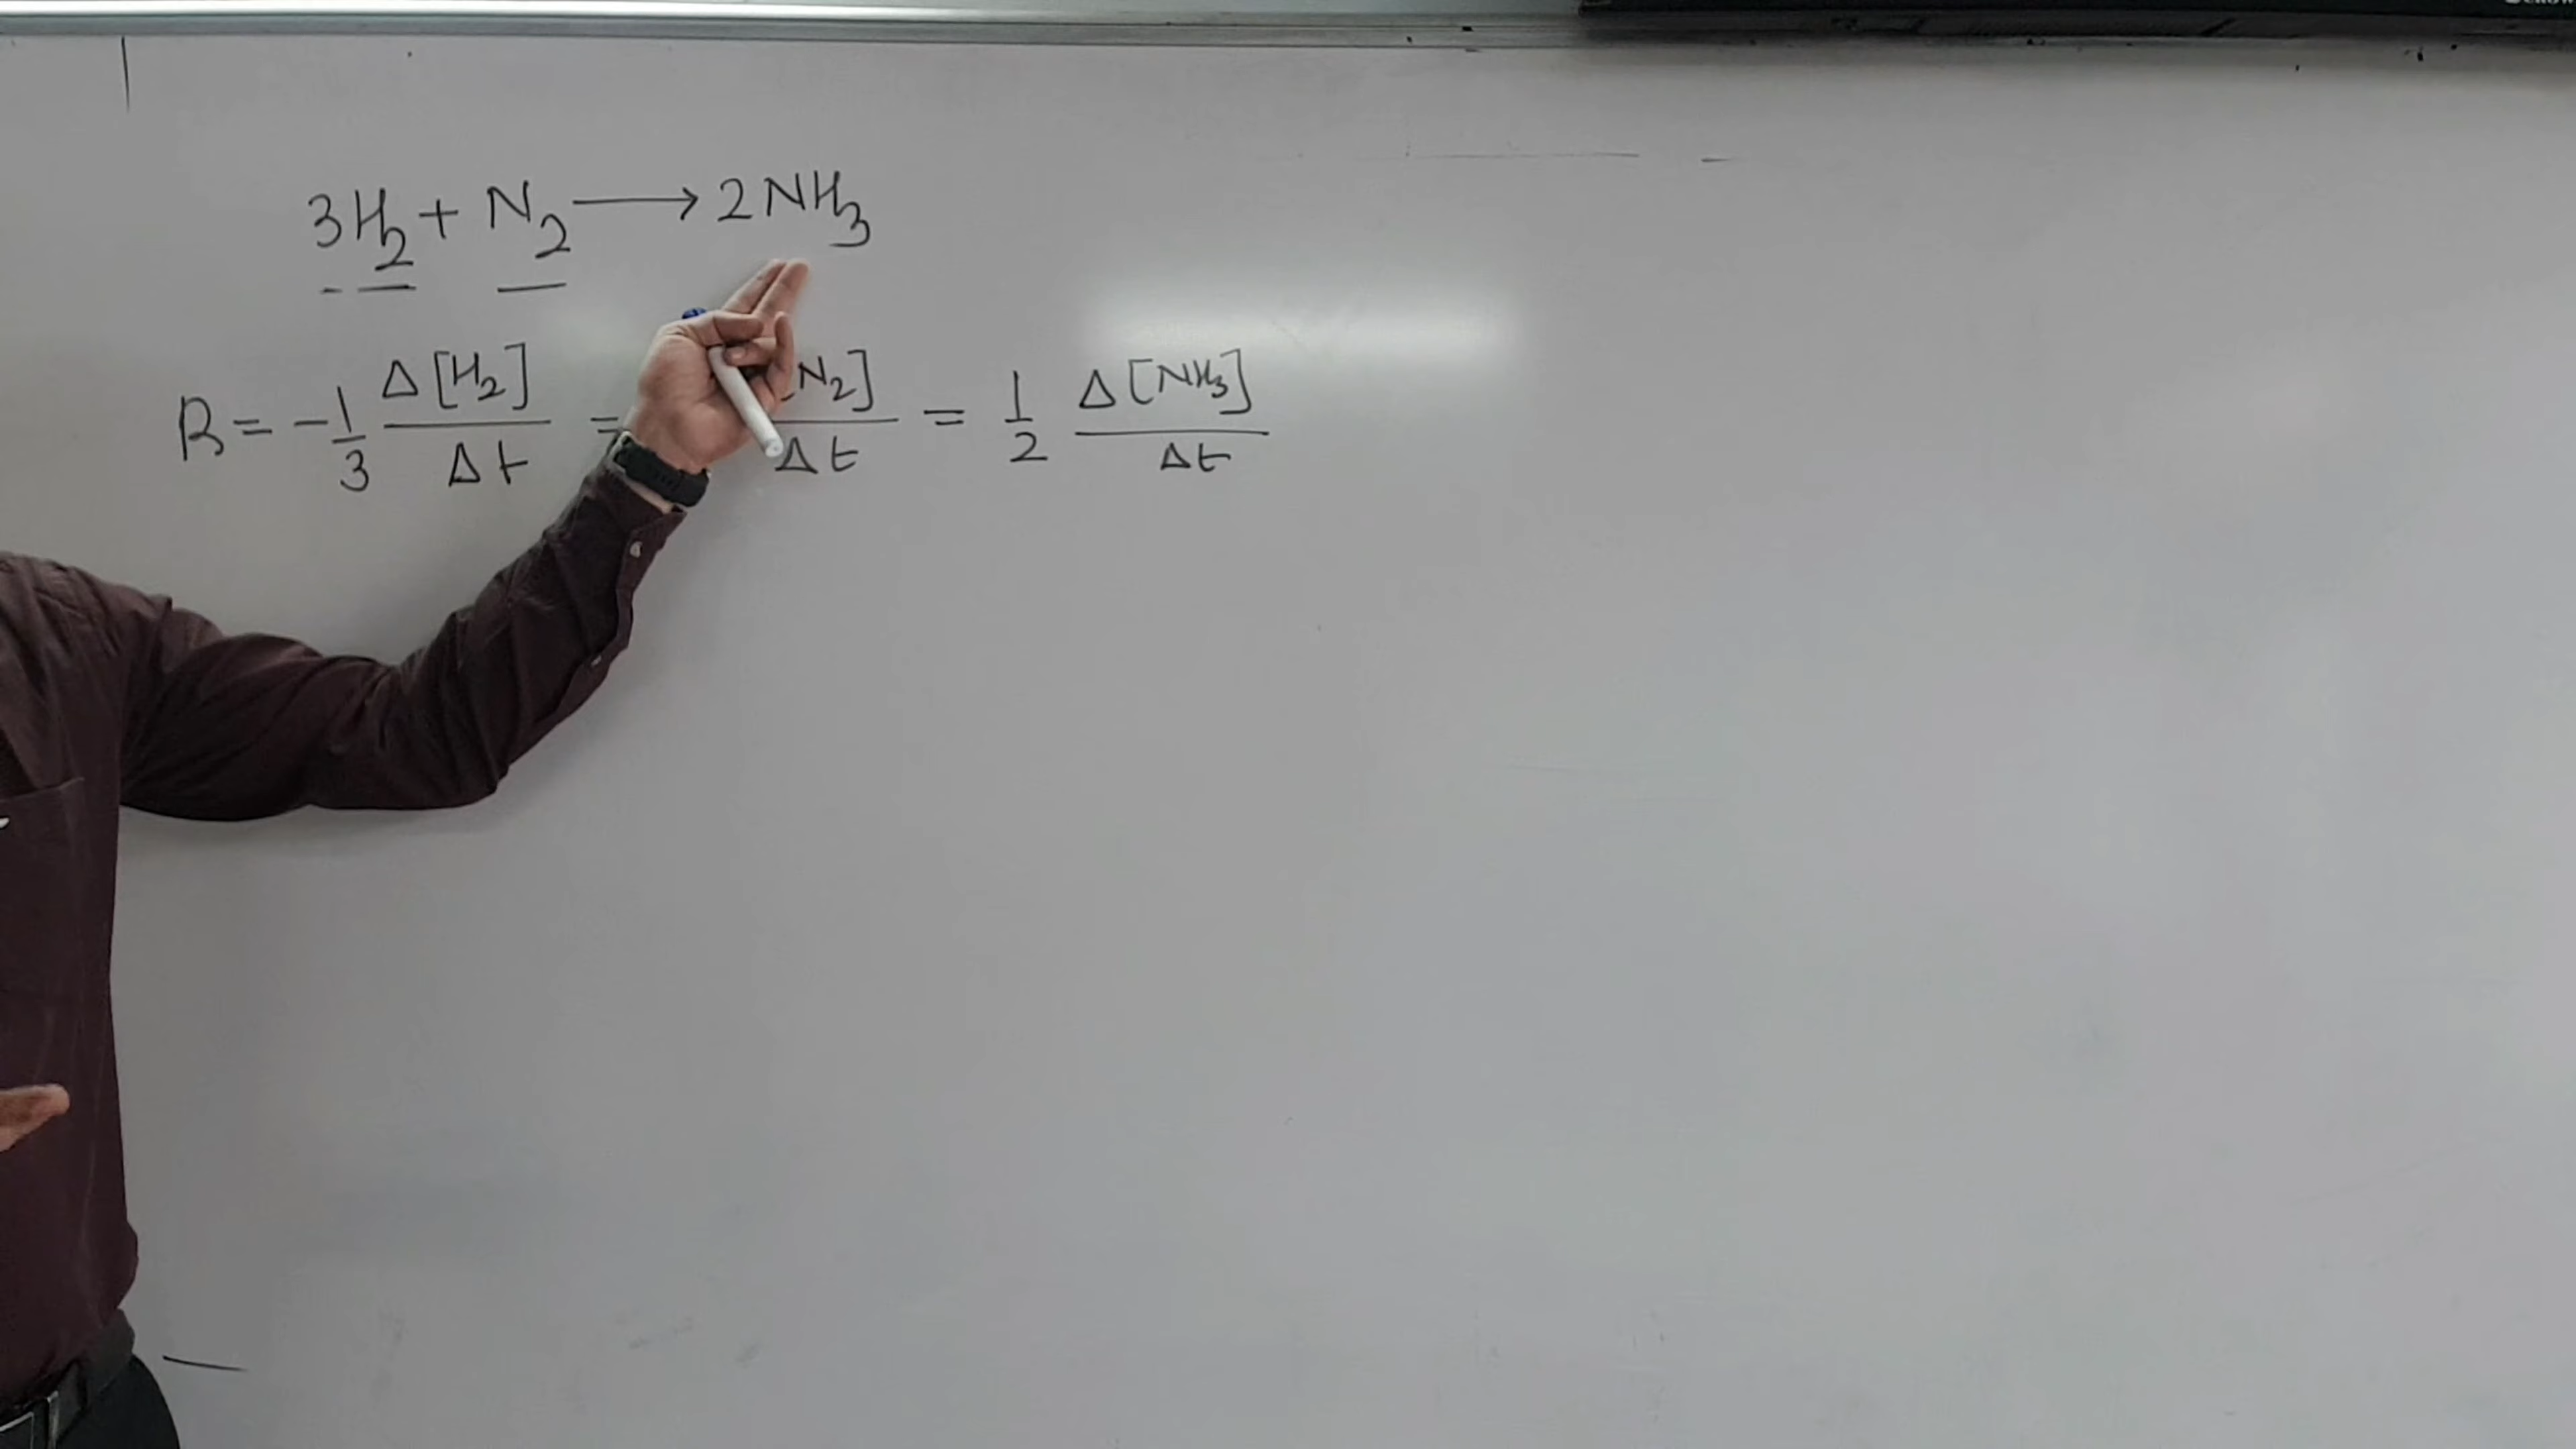 3H₂ + N₂ ⟶ 2NH₃
R = -1/3 Δ[H₂]/Δt = [N₂]/Δt = 1/2 Δ[NH₃]/Δt